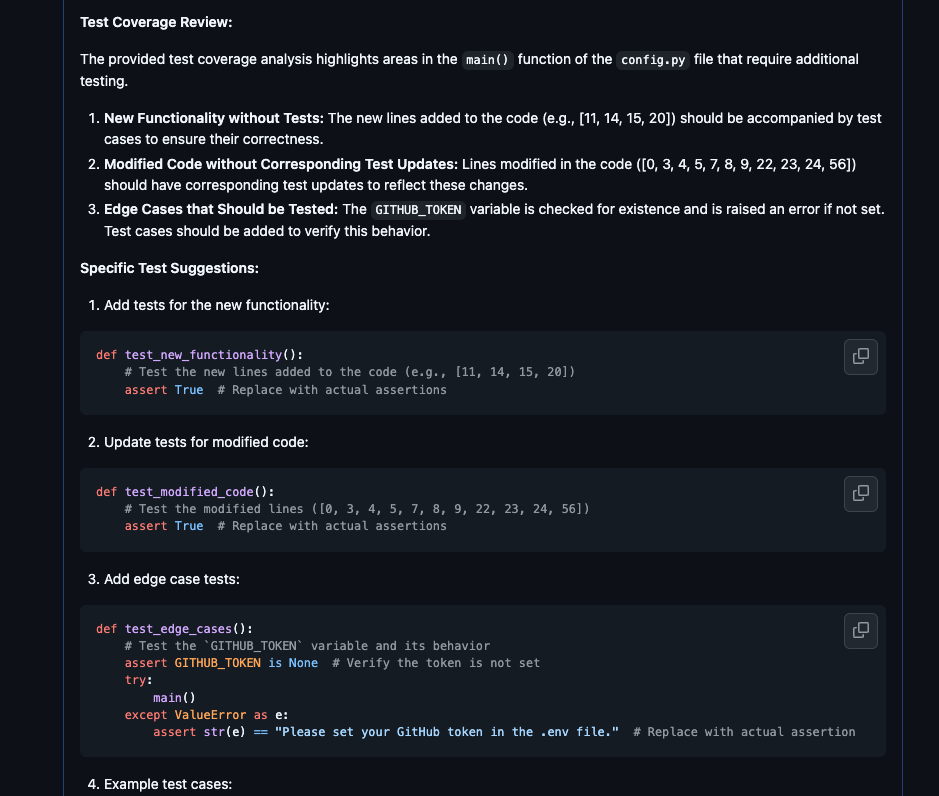 Test Coverage Review:
The provided test coverage analysis highlights areas in the main() function of the config.py file that require additional
testing.
1. New Functionality without Tests: The new lines added to the code (e.g., [11, 14, 15, 20]) should be accompanied by test
cases to ensure their correctness.
2. Modified Code without Corresponding Test Updates: Lines modified in the code ([0, 3, 4, 5, 7, 8, 9, 22, 23, 24, 56])
should have corresponding test updates to reflect these changes.
3. Edge Cases that Should be Tested: The GITHUB_TOKEN variable is checked for existence and is raised an error if not set.
Test cases should be added to verify this behavior.
Specific Test Suggestions:
1. Add tests for the new functionality:
def test_new_functionality():
    # Test the new lines added to the code (e.g., [11, 14, 15, 20])
    assert True  # Replace with actual assertions
2. Update tests for modified code:
def test_modified_code():
    # Test the modified lines ([0, 3, 4, 5, 7, 8, 9, 22, 23, 24, 56])
    assert True  # Replace with actual assertions
3. Add edge case tests:
def test_edge_cases():
    # Test the `GITHUB_TOKEN` variable and its behavior
    assert GITHUB_TOKEN is None  # Verify the token is not set
    try:
        main()
    except ValueError as e:
        assert str(e) == "Please set your GitHub token in the .env file."  # Replace with actual assertion
4. Example test cases: